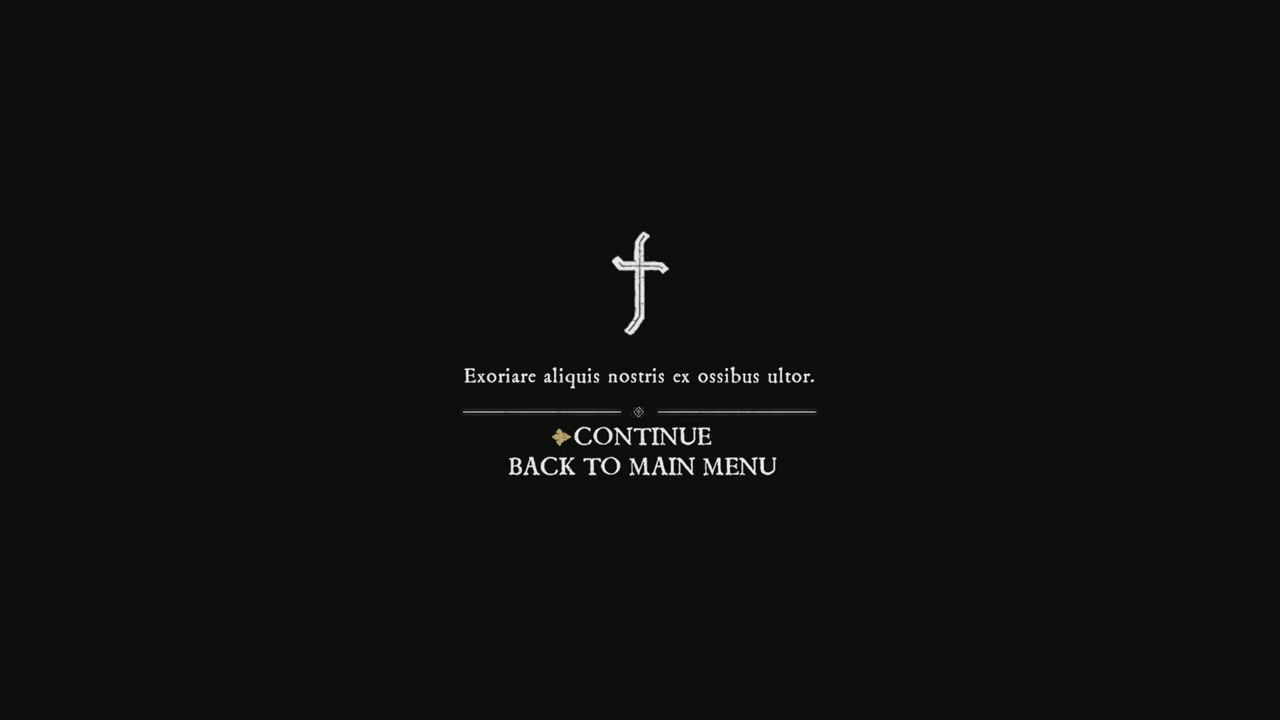 Exoriare aliquis nostris ex ossibus ultor.
CONTINUE
BACK TO MAIN MENU